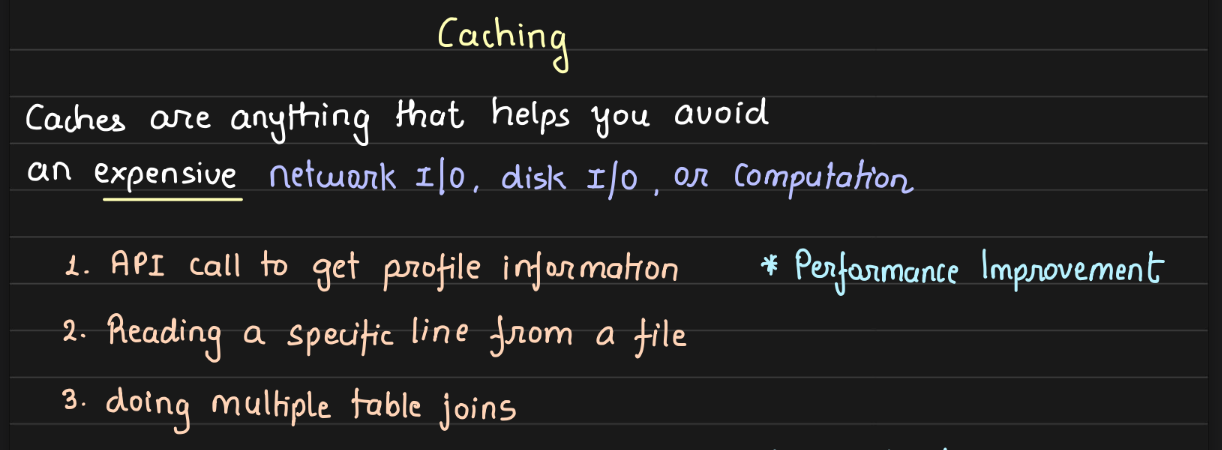 Caching
Caches are anything that helps you avoid
an expensive network I/O, disk I/O, or computation
1. API call to get profile information * Performance Improvement
2. Reading a specific line from a file
3. doing multiple table joins